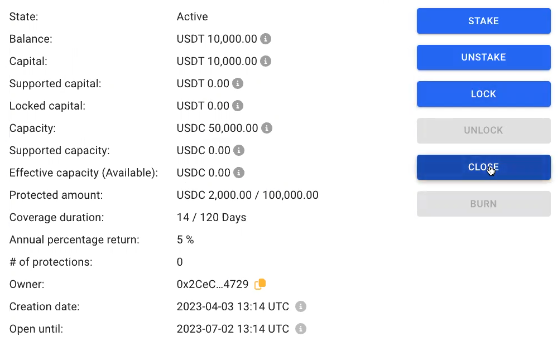 State: Active
Balance: USDT 10,000.00
Capital: USDT 10,000.00
Supported capital: USDT 0.00
Locked capital: USDT 0.00
Capacity: USDC 50,000.00
Supported capacity: USDC 0.00
Effective capacity (Available): USDC 0.00
Protected amount: USDC 2,000.00 / 100,000.00
Coverage duration: 14 / 120 Days
Annual percentage return: 5 %
# of protections: 0
Owner: 0x2CeC...4729
Creation date: 2023-04-03 13:14 UTC
Open until: 2023-07-02 13:14 UTC
STAKE
UNSTAKE
LOCK
UNLOCK
CLOSE
BURN